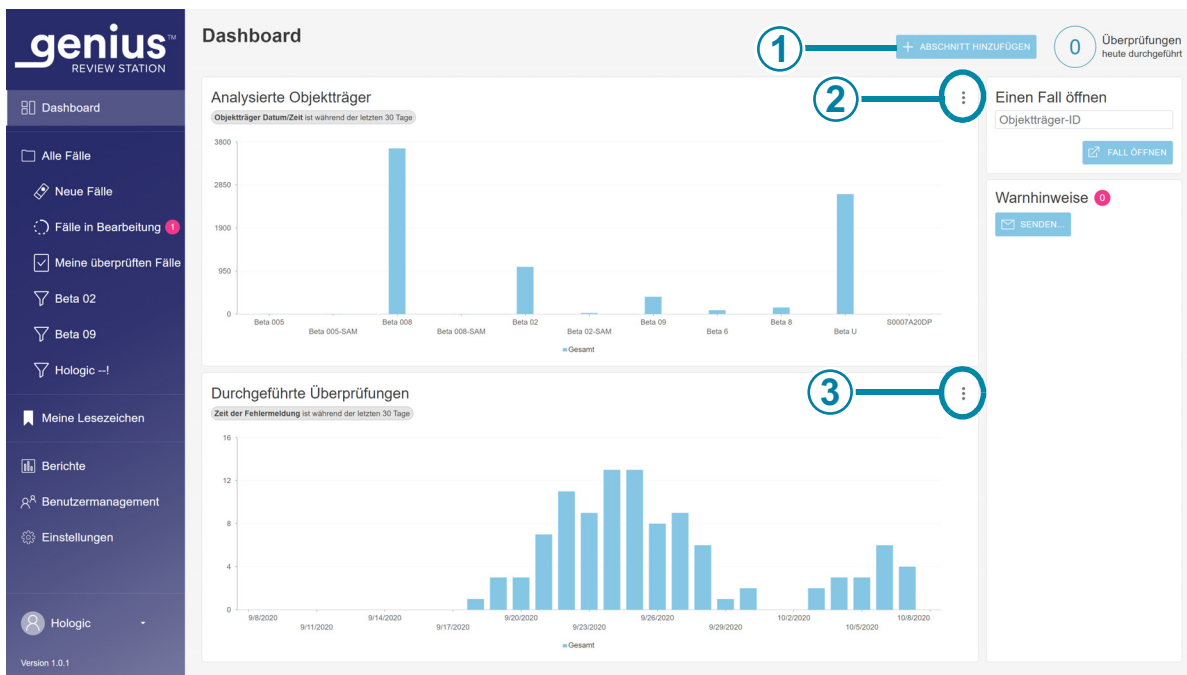 genius™
REVIEW STATION
Dashboard
Alle Fälle
Neue Fälle
Fälle in Bearbeitung 1
Meine überprüften Fälle
Beta 02
Beta 09
Hologic --!
Meine Lesezeichen
Berichte
Benutzermanagement
Einstellungen
Hologic
Version 1.0.1
Dashboard
1
+ ABSCHNITT HINZUFÜGEN
0
Überprüfungen
heute durchgeführt
Analysierte Objektträger
2
Objektträger Datum/Zeit ist während der letzten 30 Tage
3800
2850
1900
950
0
Beta 005
Beta 005-SAM
Beta 008
Beta 008-SAM
Beta 02
Beta 02-SAM
Beta 09
Beta 6
Beta 8
Beta U
S0007A20DP
Gesamt
Durchgeführte Überprüfungen
3
Zeit der Fehlermeldung ist während der letzten 30 Tage
16
12
8
4
0
9/8/2020
9/11/2020
9/14/2020
9/17/2020
9/20/2020
9/23/2020
9/26/2020
9/29/2020
10/2/2020
10/5/2020
10/8/2020
Gesamt
Einen Fall öffnen
Objektträger-ID
FALL ÖFFNEN
Warnhinweise 0
SENDEN...